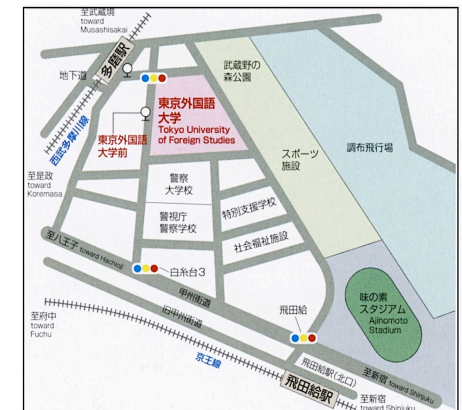 至武蔵境
toward
Musashisakai
多磨駅
地下道
武蔵野の
森公園
東京外国語
大学
Tokyo University
of Foreign Studies
東京外国語
大学前
西武多摩川線
調布飛行場
スポーツ
施設
至是政
toward
Koremasa
警察
大学校
特別支援学校
警視庁
警察学校
社会福祉施設
至八王子 toward Hachioji
白糸台3
甲州街道
旧甲州街道
味の素
スタジアム
Ajinomoto
Stadium
飛田給
至府中
toward
Fuchu
京王線
飛田給駅(北口)
至新宿 toward Shinjuku
飛田給駅
至新宿
toward Shinjuku